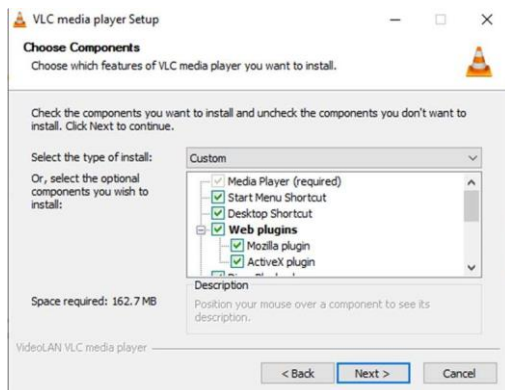 VLC media player Setup
Choose Components
Choose which features of VLC media player you want to install.
Check the components you want to install and uncheck the components you don't want to
install. Click Next to continue.
Select the type of install:
Custom
Or, select the optional
components you wish to
install:
Media Player (required)
Start Menu Shortcut
Desktop Shortcut
Web plugins
Mozilla plugin
ActiveX plugin
Space required: 162.7 MB
Description
Position your mouse over a component to see its
description.
VideoLAN VLC media player
< Back
Next >
Cancel